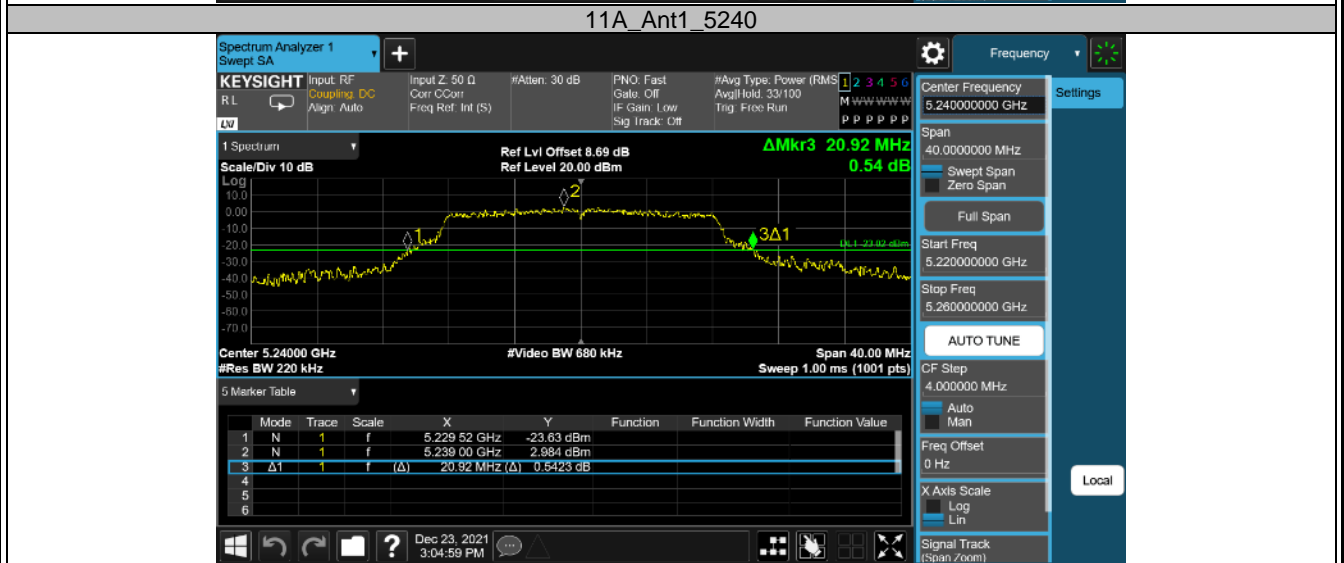 11A_Ant1_5240
Spectrum Analyzer 1
Swept SA
+
Frequency
KEYSIGHT
RL
LXI
Input: RF
Coupling: DC
Align: Auto
Input Z: 50 Ω
Corr CCorr
Freq Ref: Int (S)
#Atten: 30 dB
PNO: Fast
Gate: Off
IF Gain: Low
Sig Track: Off
#Avg Type: Power (RMS
Avg|Hold: 33/100
Trig: Free Run
1 2 3 4 5 6
M W W W W W
P P P P P P
Center Frequency
5.240000000 GHz
Settings
Span
40.0000000 MHz
Swept Span
Zero Span
Full Span
Start Freq
5.220000000 GHz
Stop Freq
5.260000000 GHz
AUTO TUNE
CF Step
4.000000 MHz
Auto
Man
Freq Offset
0 Hz
X Axis Scale
Log
Lin
Signal Track
(Span Zoom)
Local
1 Spectrum
Scale/Div 10 dB
Ref Lvl Offset 8.69 dB
Ref Level 20.00 dBm
ΔMkr3 20.92 MHz
0.54 dB
Log
10.0
0.00
-10.0
-20.0
-30.0
-40.0
-50.0
-60.0
-70.0
1
2
3Δ1
DL1 -23.02 dBm
Center 5.24000 GHz
#Video BW 680 kHz
Span 40.00 MHz
#Res BW 220 kHz
Sweep 1.00 ms (1001 pts)
5 Marker Table
Mode Trace Scale X Y Function Function Width Function Value
1 N 1 f 5.229 52 GHz -23.63 dBm
2 N 1 f 5.239 00 GHz 2.984 dBm
3 Δ1 1 f (Δ) 20.92 MHz (Δ) 0.5423 dB
4
5
6
?
Dec 23, 2021
3:04:59 PM